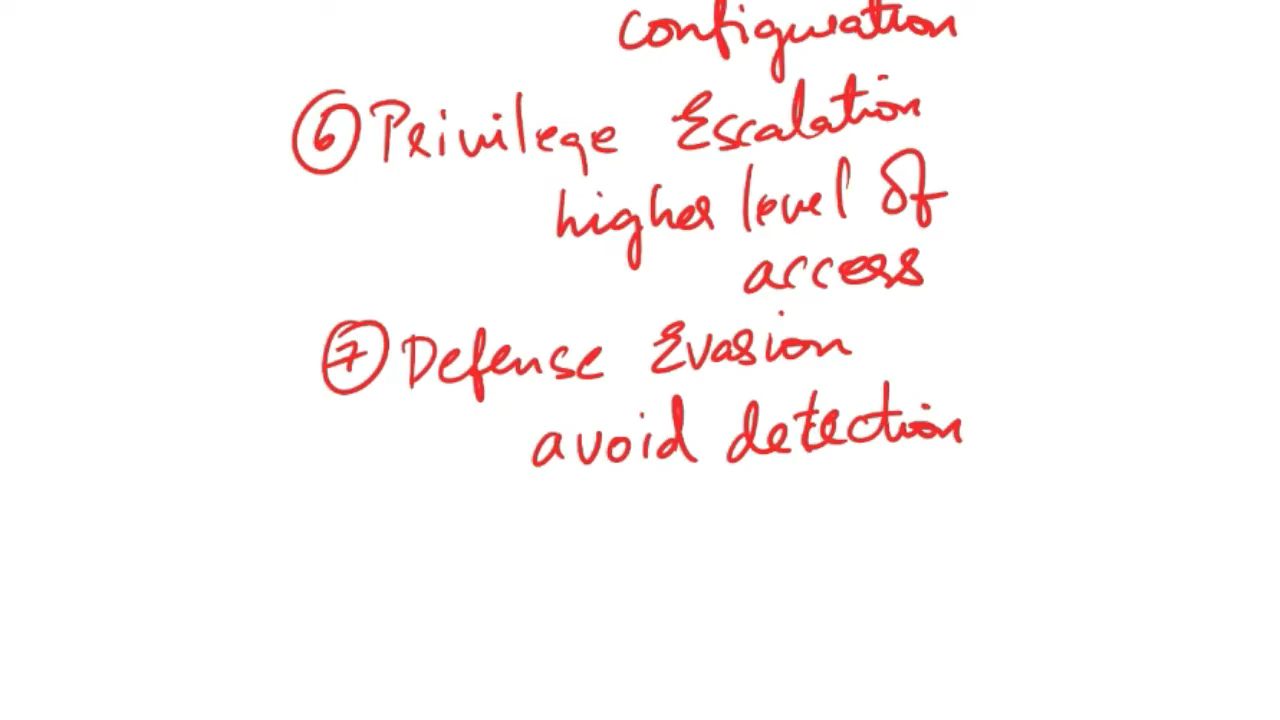 configuration
⑥ Privilege Escalation
higher level of
access
⑦ Defense Evasion
avoid detection